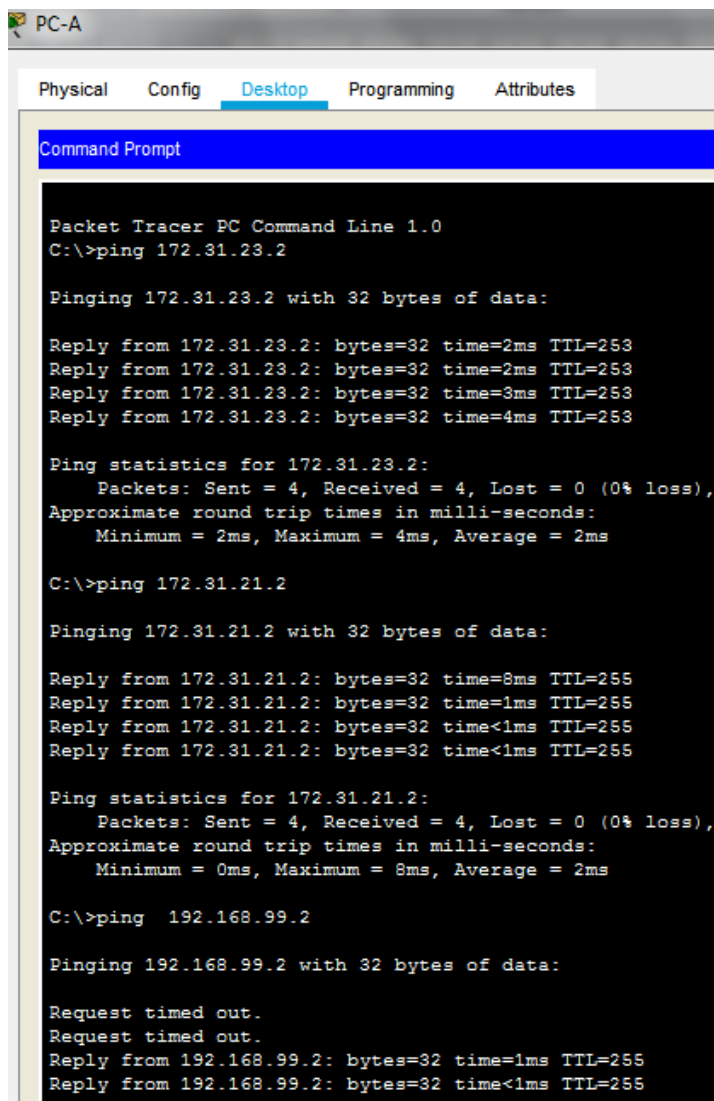 PC-A
Physical Config Desktop Programming Attributes
Command Prompt
Packet Tracer PC Command Line 1.0
C:\>ping 172.31.23.2
Pinging 172.31.23.2 with 32 bytes of data:
Reply from 172.31.23.2: bytes=32 time=2ms TTL=253
Reply from 172.31.23.2: bytes=32 time=2ms TTL=253
Reply from 172.31.23.2: bytes=32 time=3ms TTL=253
Reply from 172.31.23.2: bytes=32 time=4ms TTL=253
Ping statistics for 172.31.23.2:
Packets: Sent = 4, Received = 4, Lost = 0 (0% loss),
Approximate round trip times in milli-seconds:
Minimum = 2ms, Maximum = 4ms, Average = 2ms
C:\>ping 172.31.21.2
Pinging 172.31.21.2 with 32 bytes of data:
Reply from 172.31.21.2: bytes=32 time=8ms TTL=255
Reply from 172.31.21.2: bytes=32 time=1ms TTL=255
Reply from 172.31.21.2: bytes=32 time<1ms TTL=255
Reply from 172.31.21.2: bytes=32 time<1ms TTL=255
Ping statistics for 172.31.21.2:
Packets: Sent = 4, Received = 4, Lost = 0 (0% loss),
Approximate round trip times in milli-seconds:
Minimum = 0ms, Maximum = 8ms, Average = 2ms
C:\>ping  192.168.99.2
Pinging 192.168.99.2 with 32 bytes of data:
Request timed out.
Request timed out.
Reply from 192.168.99.2: bytes=32 time=1ms TTL=255
Reply from 192.168.99.2: bytes=32 time<1ms TTL=255